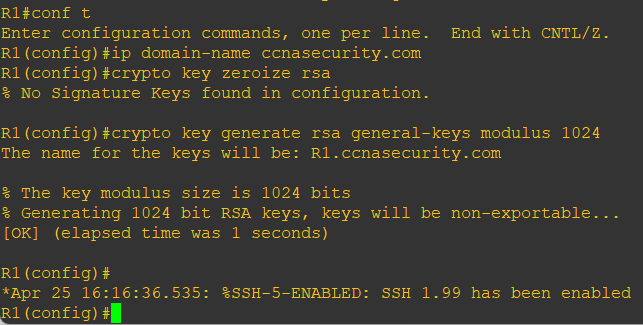 R1#conf t
Enter configuration commands, one per line.  End with CNTL/Z.
R1(config)#ip domain-name ccnasecurity.com
R1(config)#crypto key zeroize rsa
% No Signature Keys found in configuration.
R1(config)#crypto key generate rsa general-keys modulus 1024
The name for the keys will be: R1.ccnasecurity.com
% The key modulus size is 1024 bits
% Generating 1024 bit RSA keys, keys will be non-exportable...
[OK] (elapsed time was 1 seconds)
R1(config)#
*Apr 25 16:16:36.535: %SSH-5-ENABLED: SSH 1.99 has been enabled
R1(config)#